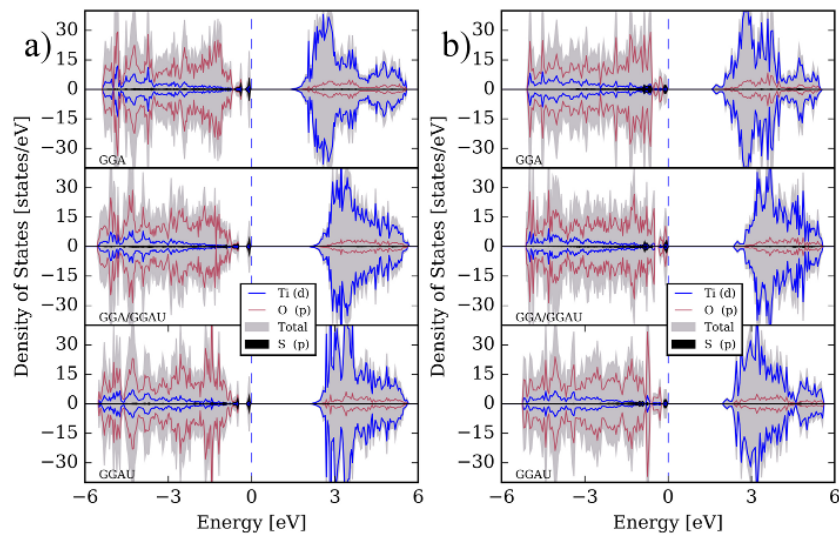 a)
30
15
0
−15
−30
GGA
30
15
0
−15
−30
GGA/GGAU
30
15
0
−15
−30
GGAU
Ti (d)
O (p)
Total
S (p)
−6 −3 0 3 6
Energy [eV]
Density of States [states/eV]
b)
30
15
0
−15
−30
GGA
30
15
0
−15
−30
GGA/GGAU
30
15
0
−15
−30
GGAU
Ti (d)
O (p)
Total
S (p)
−6 −3 0 3 6
Energy [eV]
Density of States [states/eV]